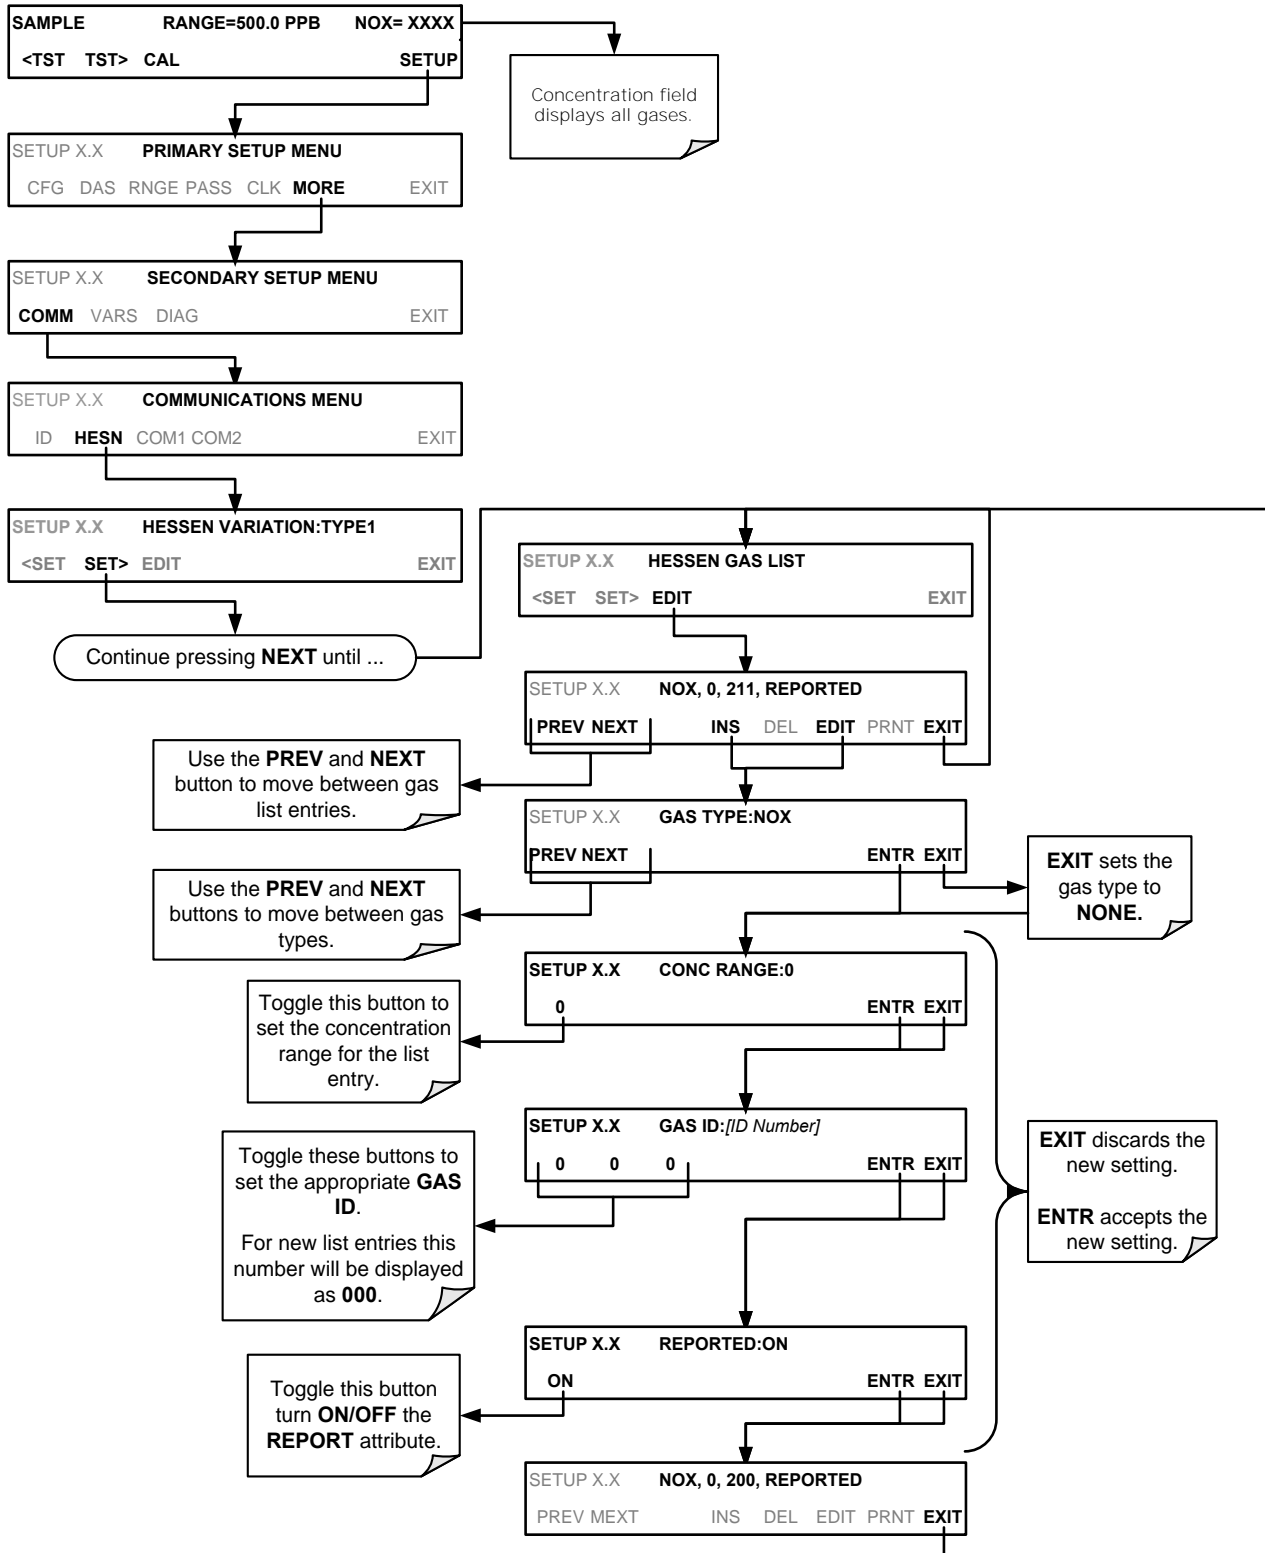 SAMPLE RANGE=500.0 PPB NOX= XXXX
<TST TST> CAL SETUP
Concentration field
displays all gases.
SETUP X.X PRIMARY SETUP MENU
CFG DAS RNGE PASS CLK MORE EXIT
SETUP X.X SECONDARY SETUP MENU
COMM VARS DIAG EXIT
SETUP X.X COMMUNICATIONS MENU
ID HESN COM1 COM2 EXIT
SETUP X.X HESSEN VARIATION:TYPE1
<SET SET> EDIT EXIT
Continue pressing NEXT until ...
SETUP X.X HESSEN GAS LIST
<SET SET> EDIT EXIT
SETUP X.X NOX, 0, 211, REPORTED
PREV NEXT INS DEL EDIT PRNT EXIT
Use the PREV and NEXT
button to move between gas
list entries.
SETUP X.X GAS TYPE:NOX
PREV NEXT ENTR EXIT
EXIT sets the
gas type to
NONE.
Use the PREV and NEXT
buttons to move between gas
types.
SETUP X.X CONC RANGE:0
0 ENTR EXIT
Toggle this button to
set the concentration
range for the list
entry.
SETUP X.X GAS ID:[ID Number]
0 0 0 ENTR EXIT
Toggle these buttons to
set the appropriate GAS
ID.
For new list entries this
number will be displayed
as 000.
EXIT discards the
new setting.
ENTR accepts the
new setting.
SETUP X.X REPORTED:ON
ON ENTR EXIT
Toggle this button
turn ON/OFF the
REPORT attribute.
SETUP X.X NOX, 0, 200, REPORTED
PREV MEXT INS DEL EDIT PRNT EXIT